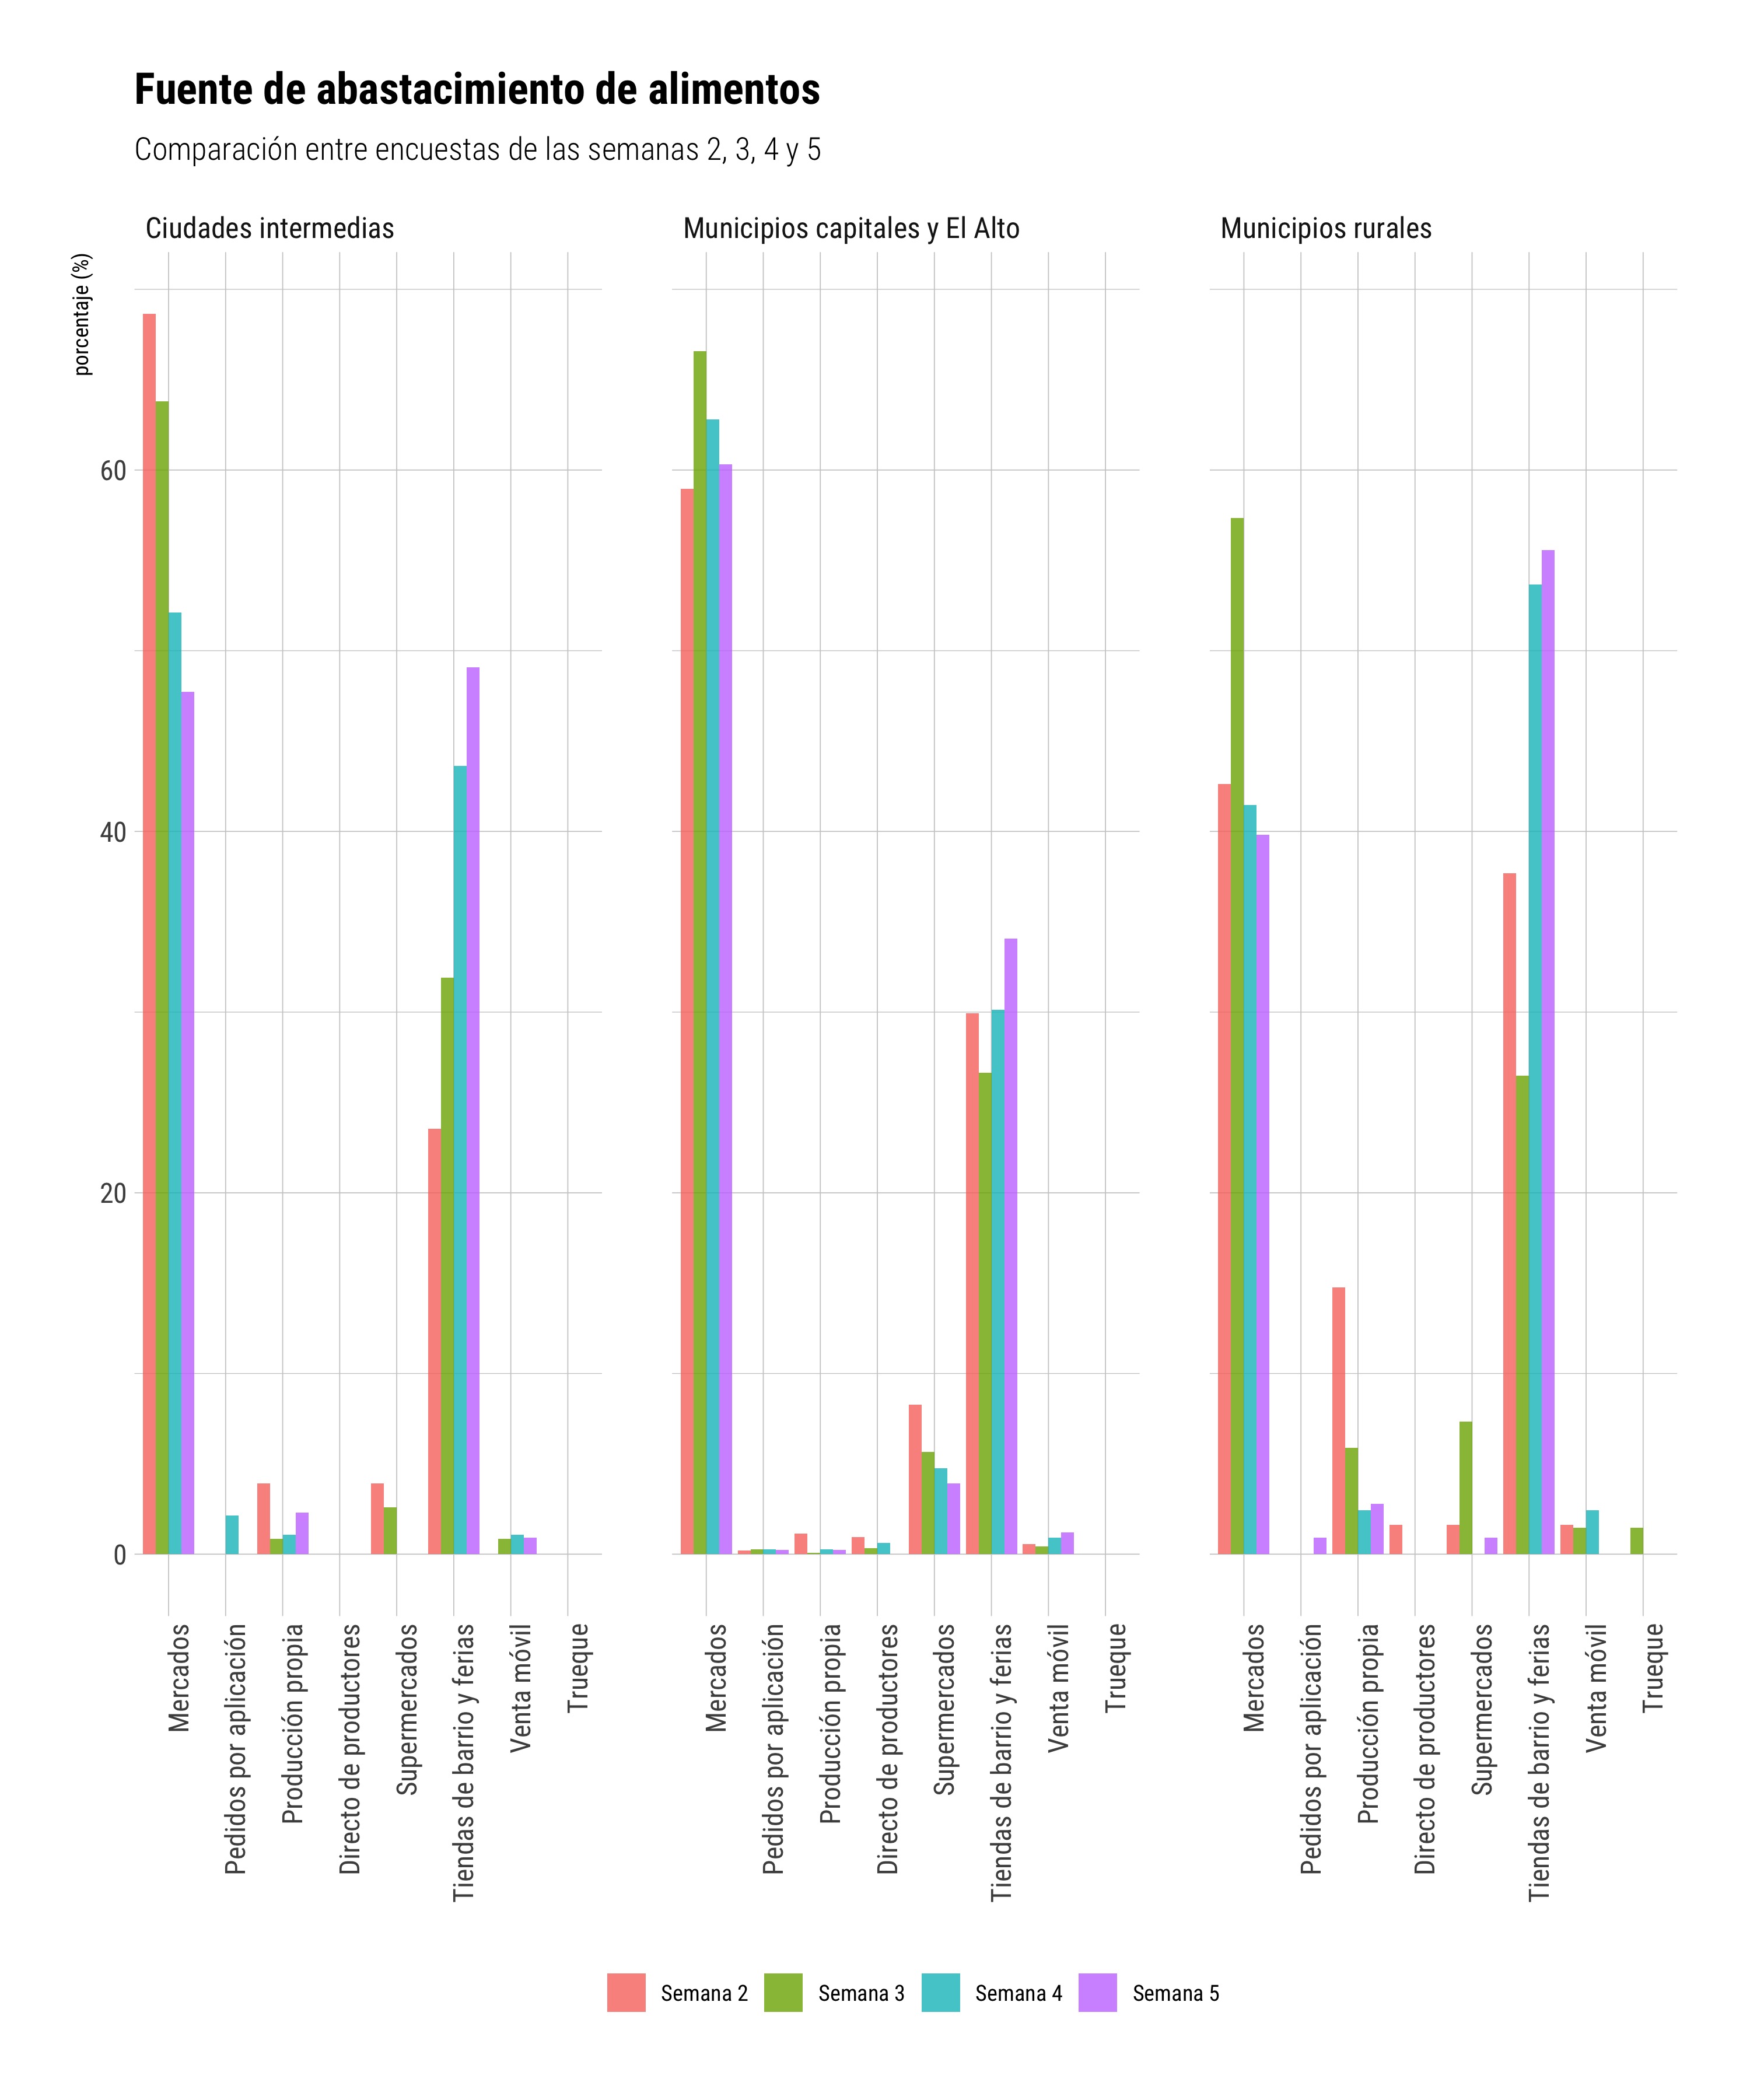 Fuente de abastacimiento de alimentos
Comparación entre encuestas de las semanas 2, 3, 4 y 5
Ciudades intermedias
Municipios capitales y El Alto
Municipios rurales
porcentaje (%)
60
40
20
0
Mercados
Pedidos por aplicación
Producción propia
Directo de productores
Supermercados
Tiendas de barrio y ferias
Venta móvil
Trueque
Mercados
Pedidos por aplicación
Producción propia
Directo de productores
Supermercados
Tiendas de barrio y ferias
Venta móvil
Trueque
Mercados
Pedidos por aplicación
Producción propia
Directo de productores
Supermercados
Tiendas de barrio y ferias
Venta móvil
Trueque
Semana 2
Semana 3
Semana 4
Semana 5